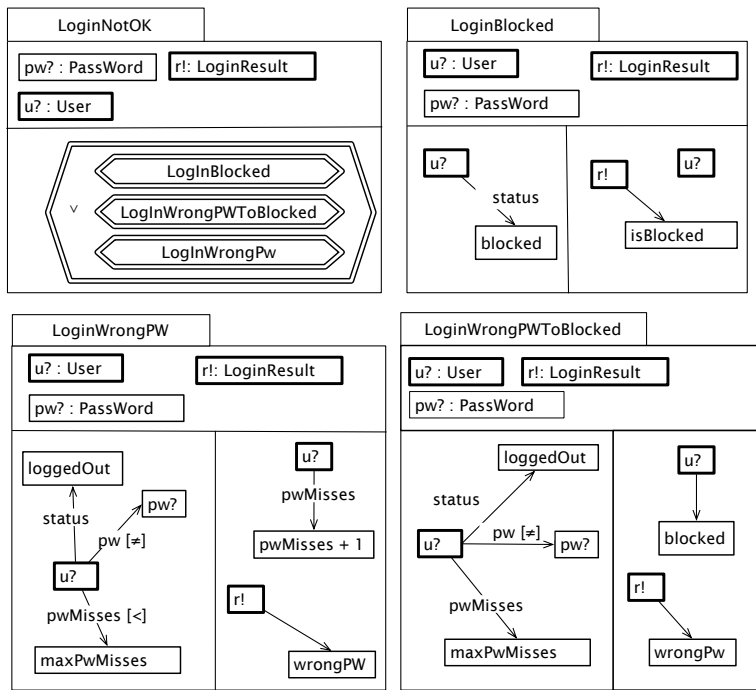 LoginNotOK
pw? : PassWord
r!: LoginResult
u? : User
∨
LogInBlocked
LogInWrongPWToBlocked
LogInWrongPw
LoginBlocked
u? : User
r!: LoginResult
pw? : PassWord
u?
status
blocked
r!
u?
isBlocked
LoginWrongPW
u? : User
r!: LoginResult
pw? : PassWord
loggedOut
pw?
status
pw [≠]
u?
pwMisses [<]
maxPwMisses
u?
pwMisses
pwMisses + 1
r!
wrongPW
LoginWrongPWToBlocked
u? : User
r!: LoginResult
pw? : PassWord
loggedOut
status
u?
pw [≠]
pw?
pwMisses
maxPwMisses
u?
blocked
r!
wrongPw